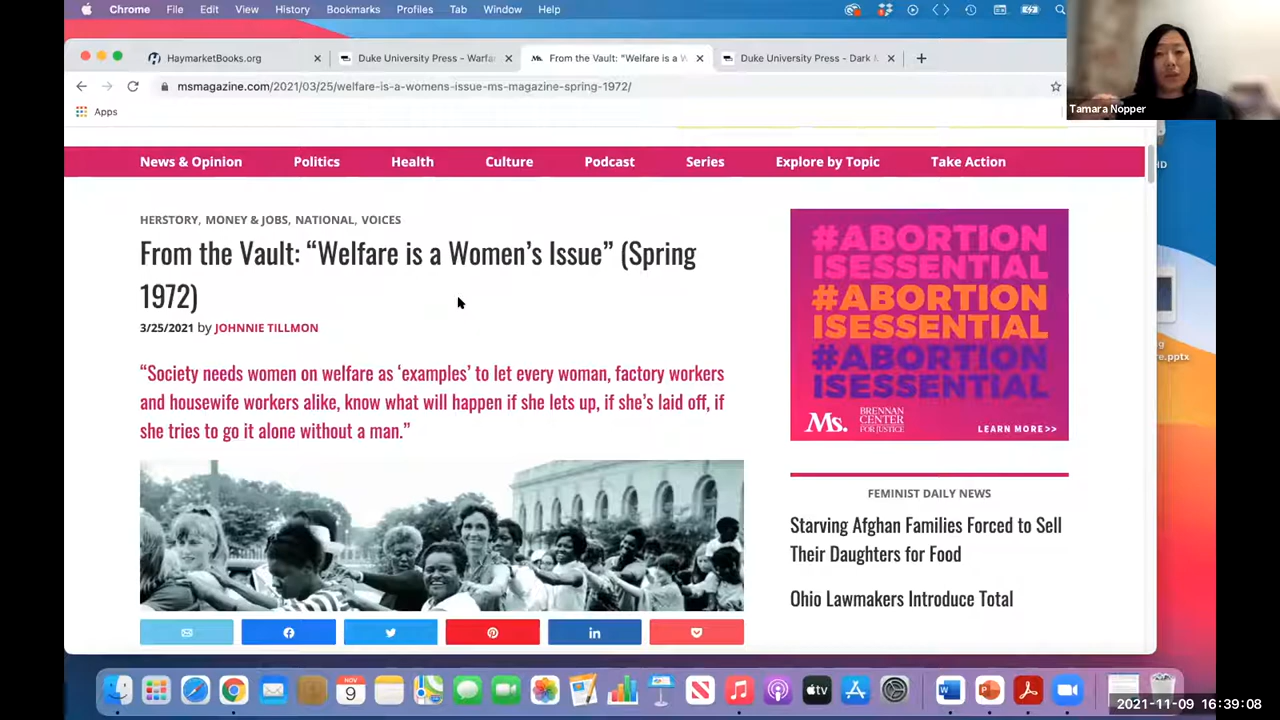 Chrome File Edit View History Bookmarks Profiles Tab Window Help
HaymarketBooks.org
Duke University Press - Warfa
From the Vault: “Welfare is a W
Duke University Press - Dark
msmagazine.com/2021/03/25/welfare-is-a-womens-issue-ms-magazine-spring-1972/
Apps
Tamara Nopper
News & Opinion Politics Health Culture Podcast Series Explore by Topic Take Action
HERSTORY, MONEY & JOBS, NATIONAL, VOICES
From the Vault: “Welfare is a Women’s Issue” (Spring
1972)
3/25/2021 by JOHNNIE TILLMON
“Society needs women on welfare as ‘examples’ to let every woman, factory workers
and housewife workers alike, know what will happen if she lets up, if she’s laid off, if
she tries to go it alone without a man.”
#ABORTION
ISESSENTIAL
#ABORTION
ISESSENTIAL
#ABORTION
ISESSENTIAL
Ms. BRENNAN
CENTER
FOR JUSTICE
LEARN MORE>>
FEMINIST DAILY NEWS
Starving Afghan Families Forced to Sell
Their Daughters for Food
Ohio Lawmakers Introduce Total
HD
g
re.pptx
NOV
9
tv
2021-11-09 16:39:08